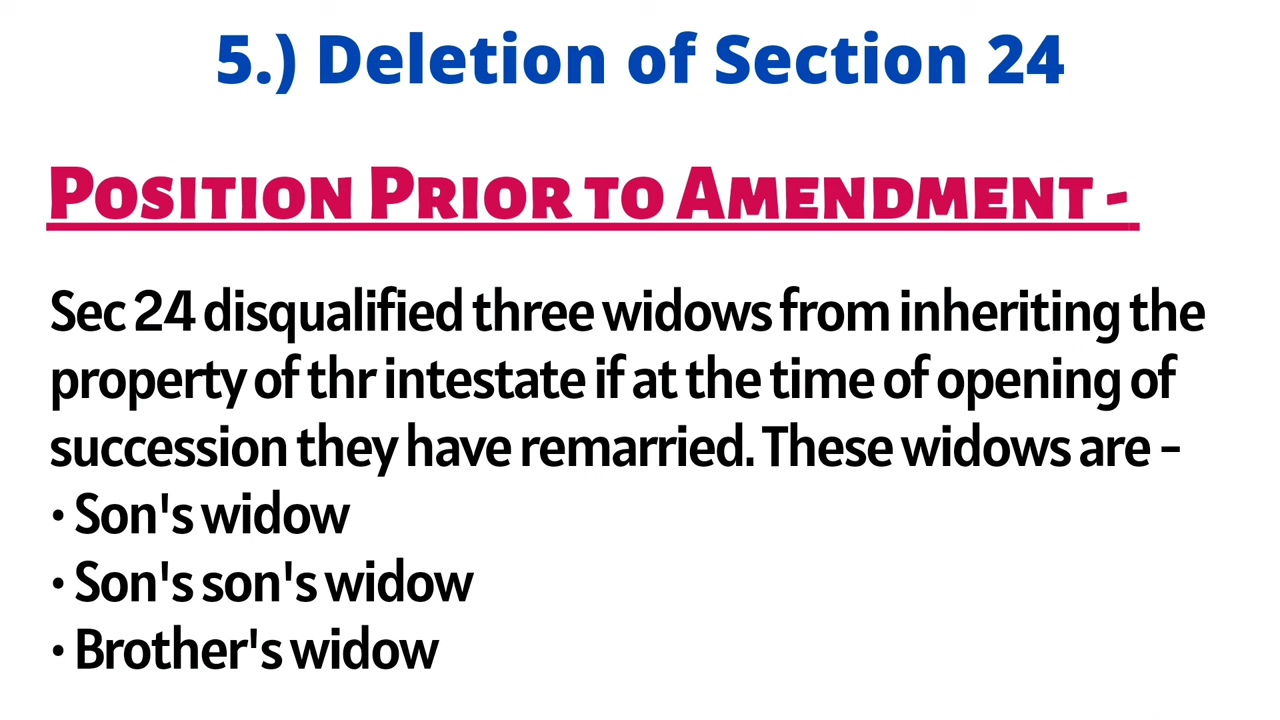 5.) Deletion of Section 24
Position Prior to Amendment -
Sec 24 disqualified three widows from inheriting the
property of thr intestate if at the time of opening of
succession they have remarried. These widows are -
• Son's widow
• Son's son's widow
• Brother's widow